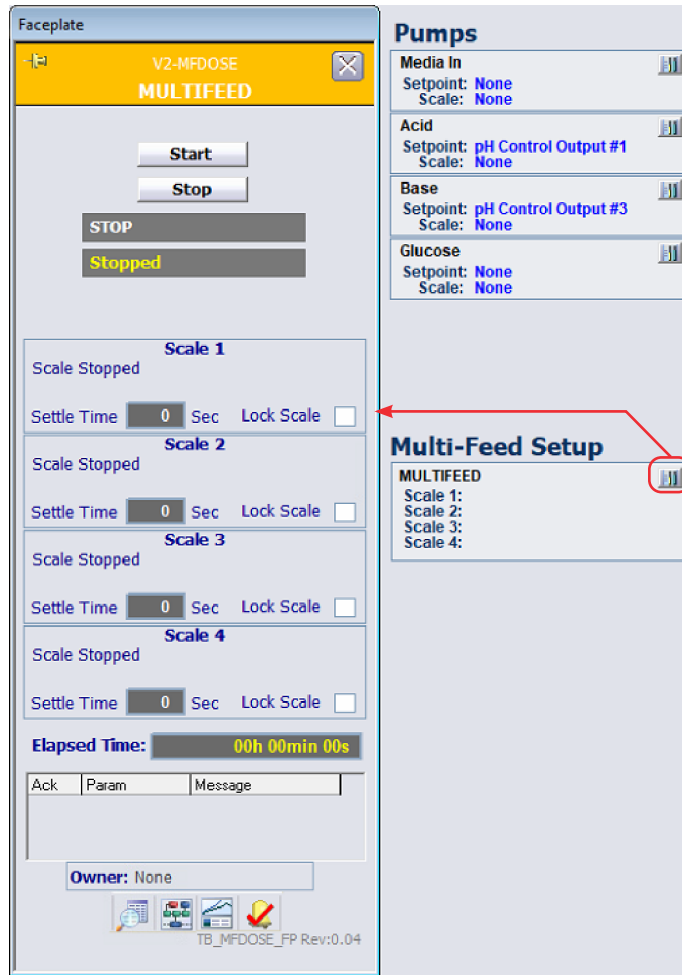 Faceplate
V2-MFDOSE
MULTIFEED
Start
Stop
STOP
Stopped
Scale 1
Scale Stopped
Settle Time 0 Sec Lock Scale
Scale 2
Scale Stopped
Settle Time 0 Sec Lock Scale
Scale 3
Scale Stopped
Settle Time 0 Sec Lock Scale
Scale 4
Scale Stopped
Settle Time 0 Sec Lock Scale
Elapsed Time: 00h 00min 00s
Ack Param Message
Owner: None
TB_MFDOSE_FP Rev:0.04
Pumps
Media In
Setpoint: None
Scale: None
Acid
Setpoint: pH Control Output #1
Scale: None
Base
Setpoint: pH Control Output #3
Scale: None
Glucose
Setpoint: None
Scale: None
Multi-Feed Setup
MULTIFEED
Scale 1:
Scale 2:
Scale 3:
Scale 4: